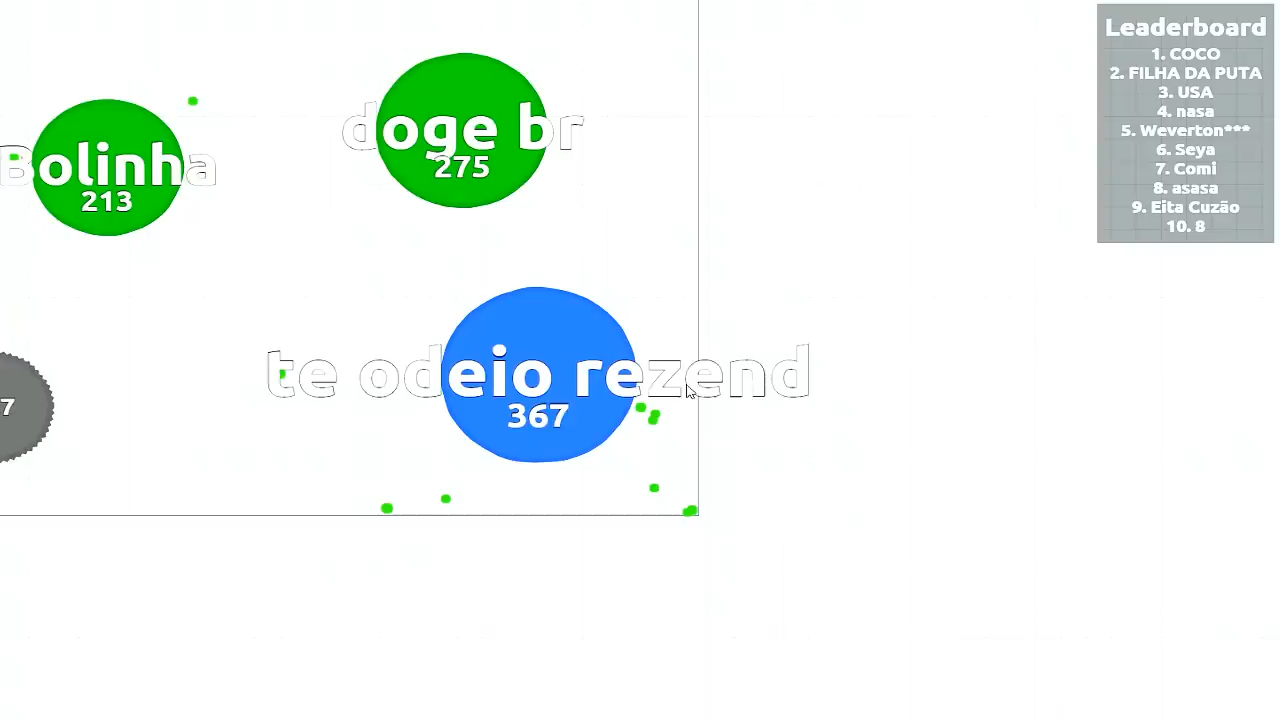 Leaderboard
1. COCO
2. FILHA DA PUTA
3. USA
4. nasa
5. Weverton***
6. Seya
7. Comi
8. asasa
9. Eita Cuzão
10. 8
doge br
275
Bolinha
213
te odeio rezend
367
7